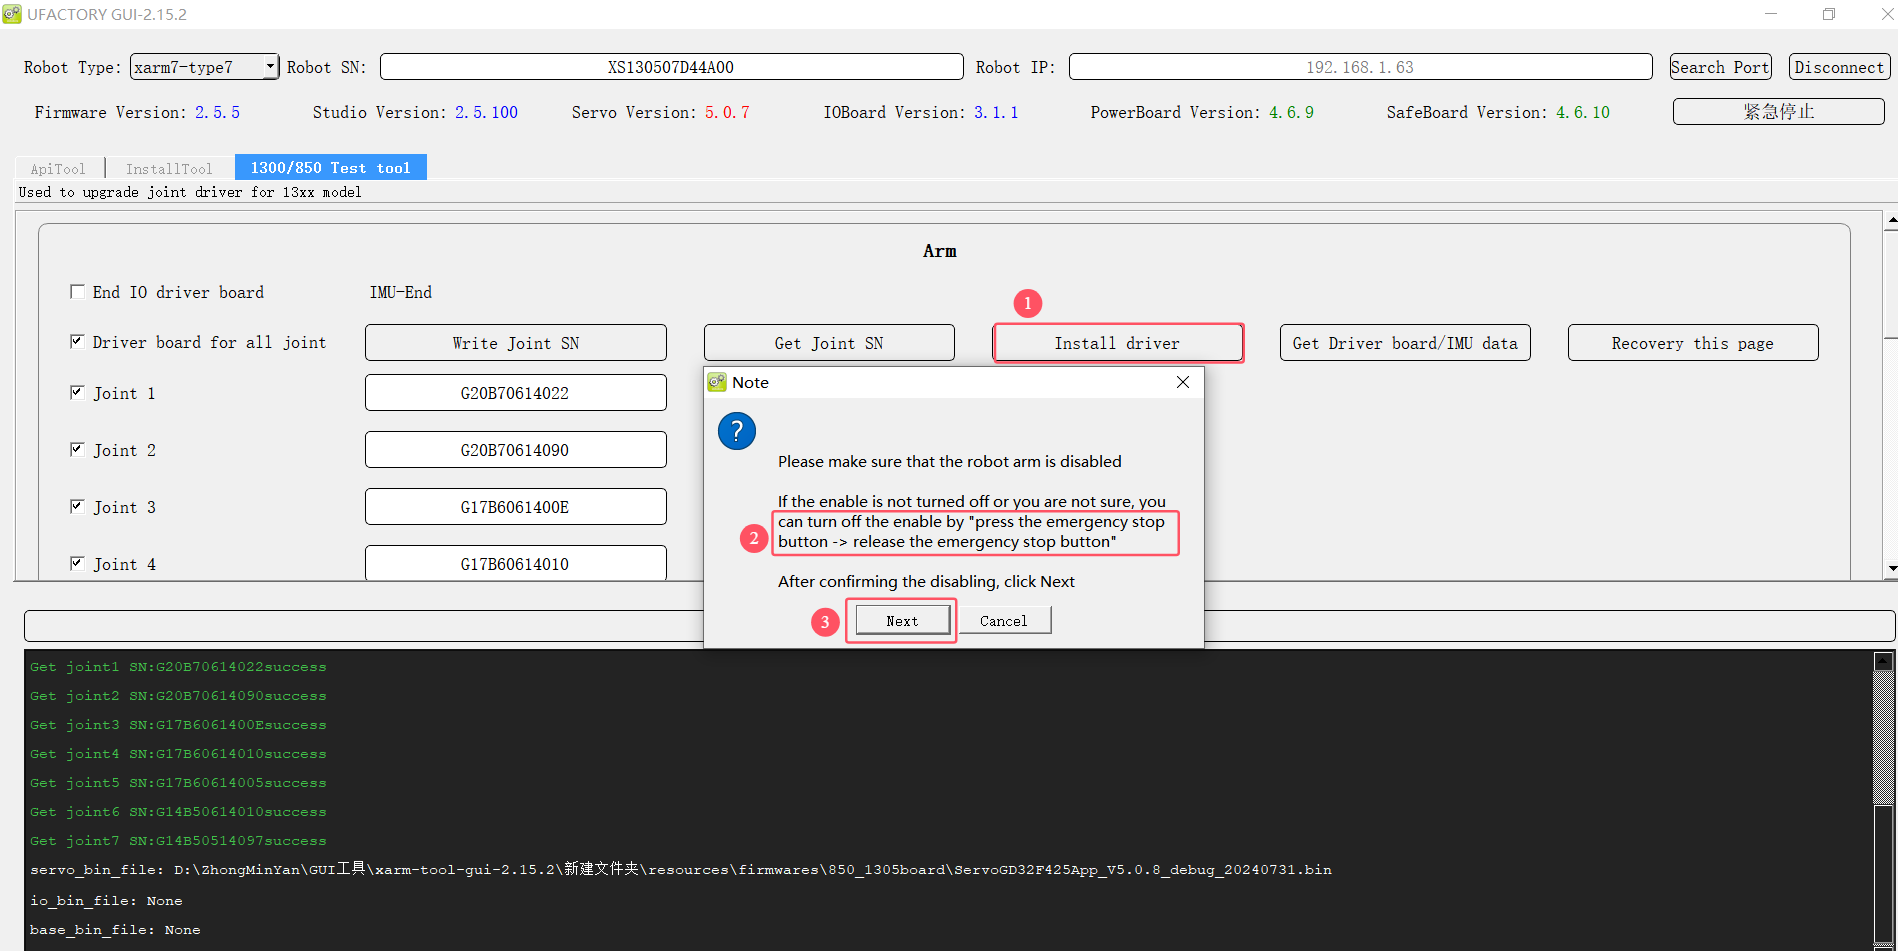 UFACTORY GUI-2.15.2
Robot Type: xarm7-type7 Robot SN: XS130507D44A00 Robot IP: 192.168.1.63 Search Port Disconnect
Firmware Version: 2.5.5 Studio Version: 2.5.100 Servo Version: 5.0.7 IOBoard Version: 3.1.1 PowerBoard Version: 4.6.9 SafeBoard Version: 4.6.10 紧急停止
ApiTool InstallTool 1300/850 Test tool
Used to upgrade joint driver for 13xx model
Arm
End IO driver board IMU-End
1
Driver board for all joint Write Joint SN Get Joint SN Install driver Get Driver board/IMU data Recovery this page
Joint 1 G20B70614022
Joint 2 G20B70614090
Joint 3 G17B6061400E
Joint 4 G17B60614010
Note
?
Please make sure that the robot arm is disabled
If the enable is not turned off or you are not sure, you
can turn off the enable by "press the emergency stop
2
button -> release the emergency stop button"
After confirming the disabling, click Next
3 Next Cancel
Get joint1 SN:G20B70614022success
Get joint2 SN:G20B70614090success
Get joint3 SN:G17B6061400Esuccess
Get joint4 SN:G17B60614010success
Get joint5 SN:G17B60614005success
Get joint6 SN:G14B50614010success
Get joint7 SN:G14B50514097success
servo_bin_file: D:\ZhongMinYan\GUI工具\xarm-tool-gui-2.15.2\新建文件夹\resources\firmwares\850_1305board\ServoGD32F425App_V5.0.8_debug_20240731.bin
io_bin_file: None
base_bin_file: None